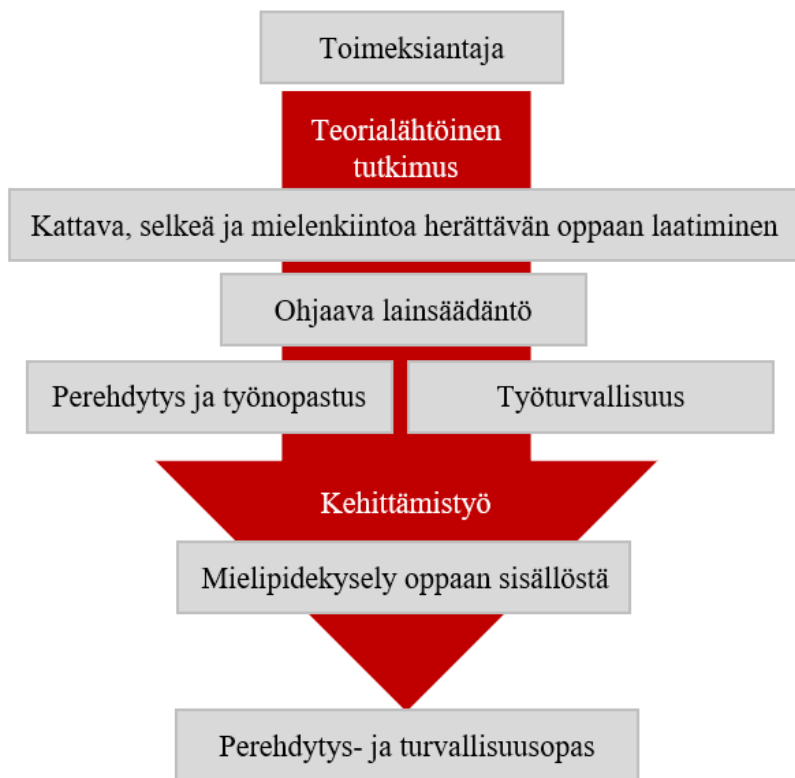 Toimeksiantaja
Teorialähtöinen
tutkimus
Kattava, selkeä ja mielenkiintoa herättävän oppaan laatiminen
Ohjaava lainsäädäntö
Perehdytys ja työnopastus
Työturvallisuus
Kehittämistyö
Mielipidekysely oppaan sisällöstä
Perehdytys- ja turvallisuusopas